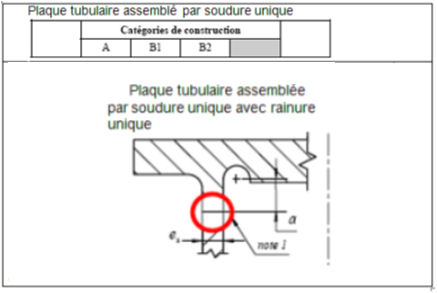 Plaque tubulaire assemblé par soudure unique
Catégories de construction
A B1 B2
Plaque tubulaire assemblée
par soudure unique avec rainure
unique
a
eₛ
note 1